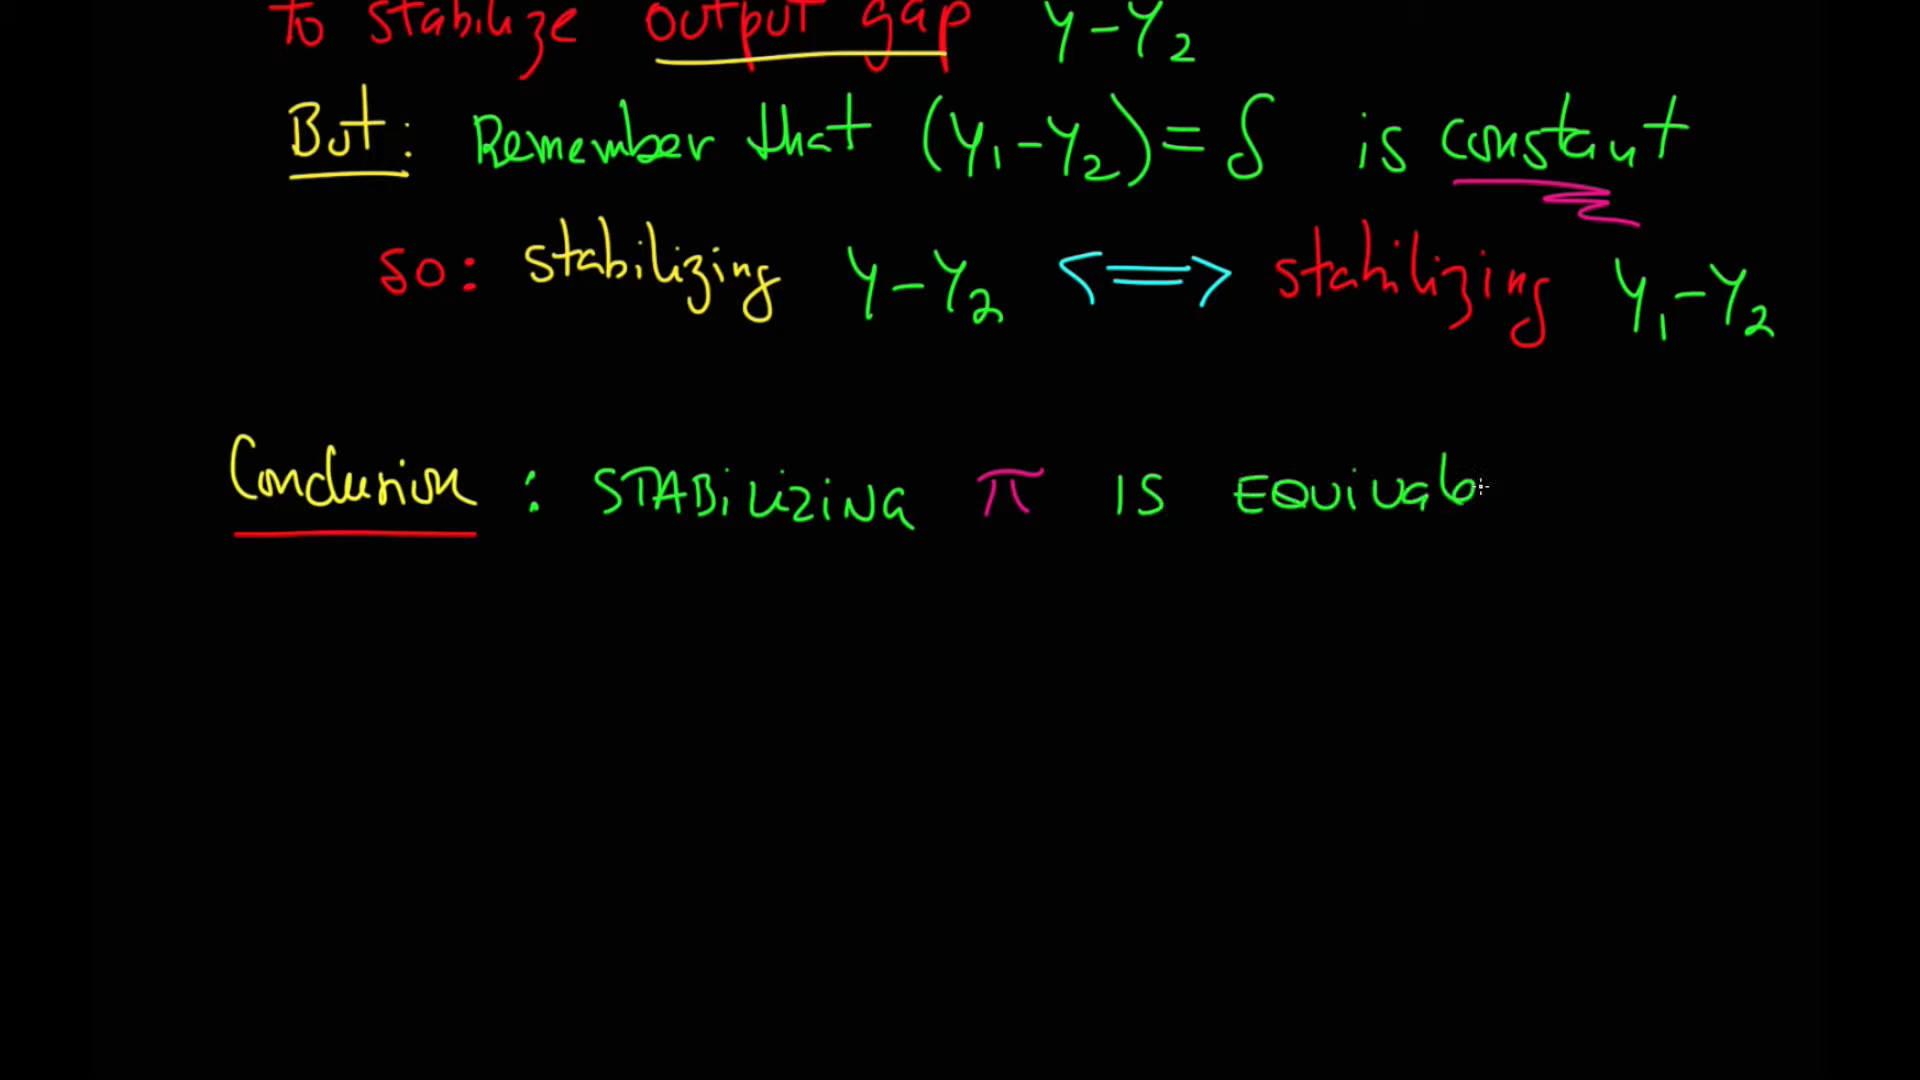 to stabilize output gap Y-Y2
But: Remember that (Y1-Y2)=δ is constant
so: stabilizing Y-Y2 <=> stabilizing Y1-Y2
Conclusion: STABiLiZiNG π IS EQUiVale